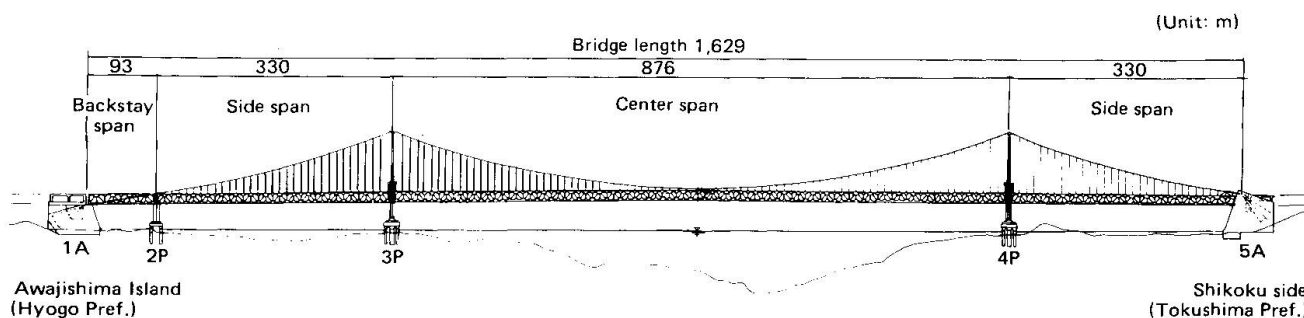 (Unit: m)
Bridge length 1,629
93 330 876 330
Backstay span
Side span
Center span
Side span
1A 2P 3P 4P 5A
Awajishima Island
(Hyogo Pref.)
Shikoku side
(Tokushima Pref.)